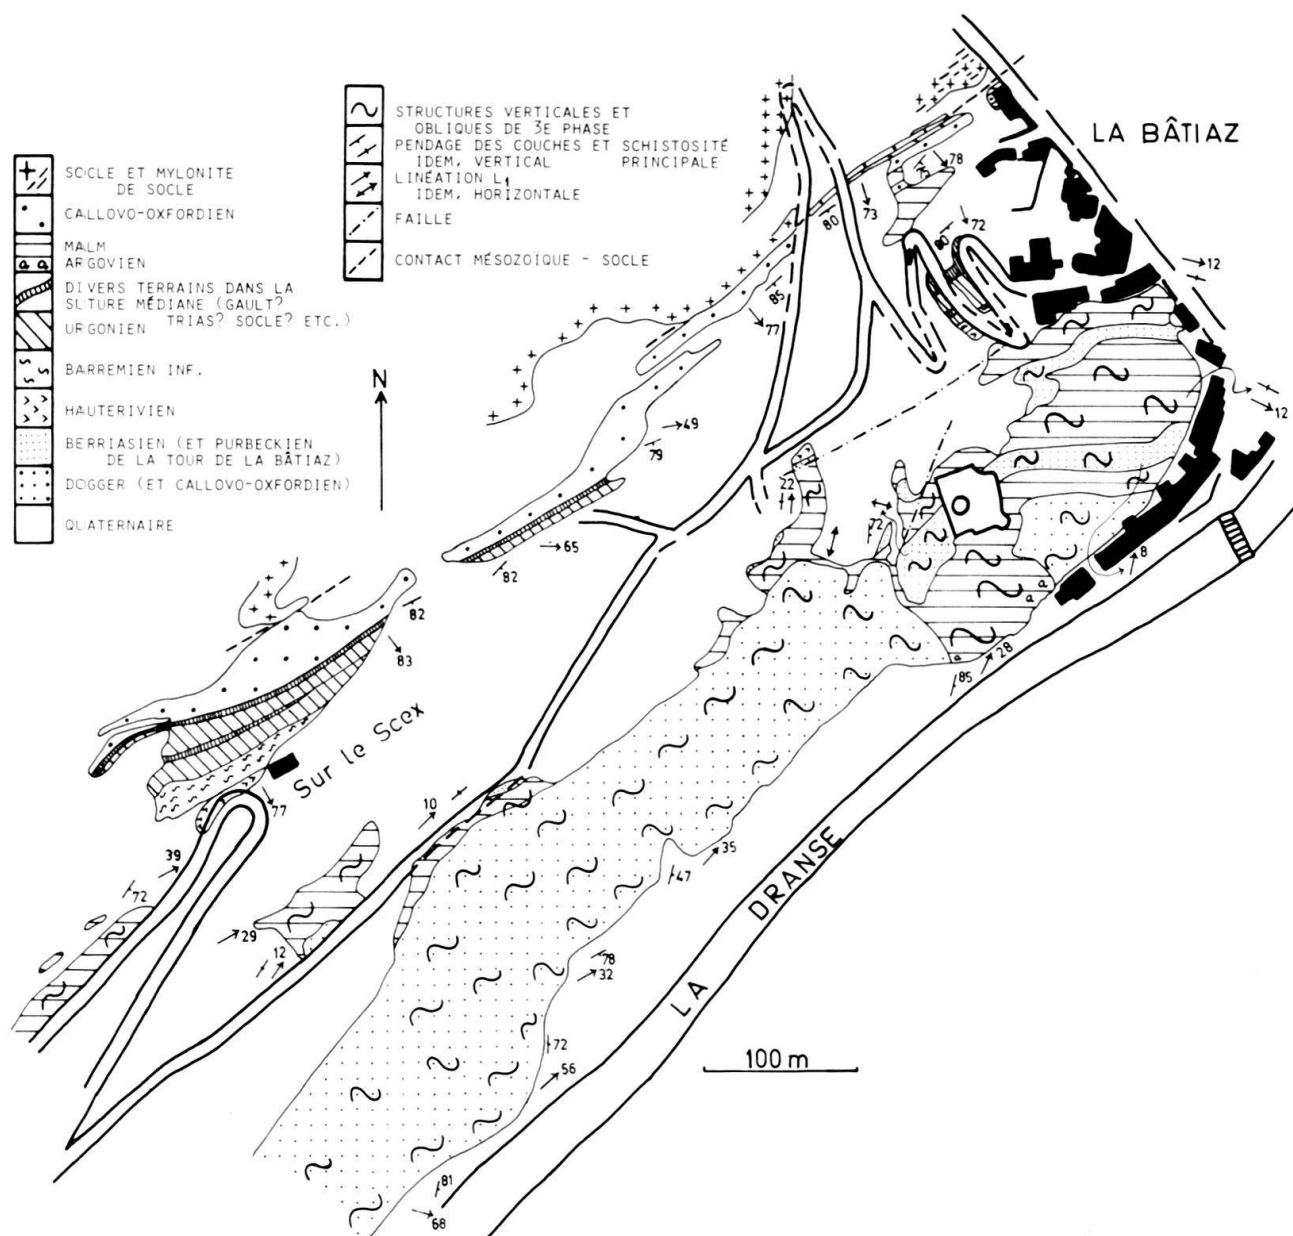 STRUCTURES VERTICALES ET
OBLIQUES DE 3E PHASE
PENDAGE DES COUCHES ET SCHISTOSITÉ
IDEM, VERTICAL PRINCIPALE
LINÉATION L1
IDEM, HORIZONTALE
FAILLE
CONTACT MÉSOZOÏQUE - SOCLE
SOCLE ET MYLONITE
DE SOCLE
CALLOVO-OXFORDIEN
MALM
ARGOVIEN
DIVERS TERRAINS DANS LA
SUTURE MÉDIANE (GAULT?
TRIAS? SOCLE? ETC.)
URGONIEN
BARREMIEN INF.
HAUTERIVIEN
BERRIASIEN (ET PURBECKIEN
DE LA TOUR DE LA BÂTIAZ)
DOGGER (ET CALLOVO-OXFORDIEN)
QUATERNAIRE
N
LA BÂTIAZ
78
75
73
80
72
80
12
85
77
12
49
79
22
72
65
82
8
82
83
28
85
Sur le Scex
77
10
39
35
72
47
29
12
78
32
LA DRANSE
72
56
100 m
81
68